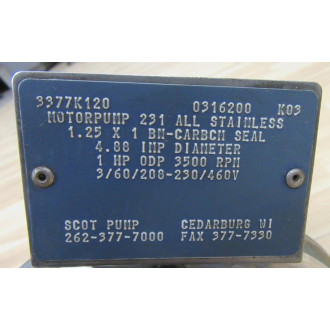 3377K120 0316200 K03
MOTORPUMP 231 ALL STAINLESS
1.25 X 1 BN-CARBCM SEAL
4.88 IMP DIAMETER
1 HP ODP 3500 RPM
3/60/208-230/460V
SCOT PUMP CEDARBURG WI
262-377-7000 FAX 377-7330